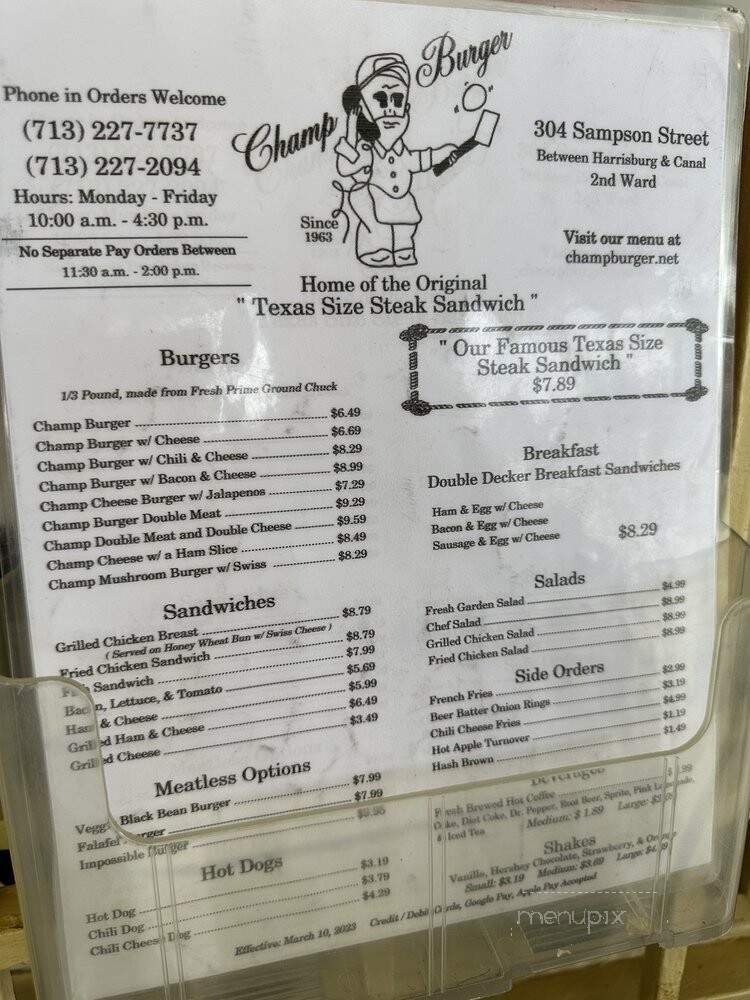 Phone in Orders Welcome
(713) 227-7737
(713) 227-2094
Hours: Monday - Friday
10:00 a.m. - 4:30 p.m.
No Separate Pay Orders Between
11:30 a.m. - 2:00 p.m.
Champ Burger
Since
1963
304 Sampson Street
Between Harrisburg & Canal
2nd Ward
Visit our menu at
champburger.net
Home of the Original
" Texas Size Steak Sandwich "
" Our Famous Texas Size
Steak Sandwich "
$7.89
Burgers
1/3 Pound, made from Fresh Prime Ground Chuck
Champ Burger $6.49
Champ Burger w/ Cheese $6.69
Champ Burger w/ Chili & Cheese $8.29
Champ Burger w/ Bacon & Cheese $8.99
Champ Cheese Burger w/ Jalapenos $7.29
Champ Burger Double Meat $9.29
Champ Double Meat and Double Cheese $9.59
Champ Cheese w/ a Ham Slice $8.49
Champ Mushroom Burger w/ Swiss $8.29
Sandwiches
Grilled Chicken Breast $8.79
( Served on Honey Wheat Bun w/ Swiss Cheese )
Fried Chicken Sandwich $8.79
Fish Sandwich $7.99
Bacon, Lettuce, & Tomato $5.69
Ham & Cheese $5.99
Grilled Ham & Cheese $6.49
Grilled Cheese $3.49
Meatless Options
Veggie Black Bean Burger $7.99
Falafel Burger $7.99
Impossible Burger $9.95
Hot Dogs
Hot Dog $3.19
Chili Dog $3.79
Chili Cheese Dog $4.29
Breakfast
Double Decker Breakfast Sandwiches
Ham & Egg w/ Cheese
Bacon & Egg w/ Cheese
Sausage & Egg w/ Cheese
$8.29
Salads
Fresh Garden Salad $4.99
Chef Salad $8.99
Grilled Chicken Salad $8.99
Fried Chicken Salad $8.99
Side Orders
French Fries $2.99
Beer Batter Onion Rings $3.19
Chili Cheese Fries $4.99
Hot Apple Turnover $1.19
Hash Brown $1.49
Beverages
Fresh Brewed Hot Coffee
Coke, Diet Coke, Dr. Pepper, Root Beer, Sprite, Pink Lemonade,
& Iced Tea Medium: $ 1.89 Large:
Shakes
Vanilla, Hershey Chocolate, Strawberry, & Orange
Small: $3.19 Medium: $3.69 Large:
Effective: March 10, 2023 Credit / Debit Cards, Google Pay, Apple Pay Accepted
menupix